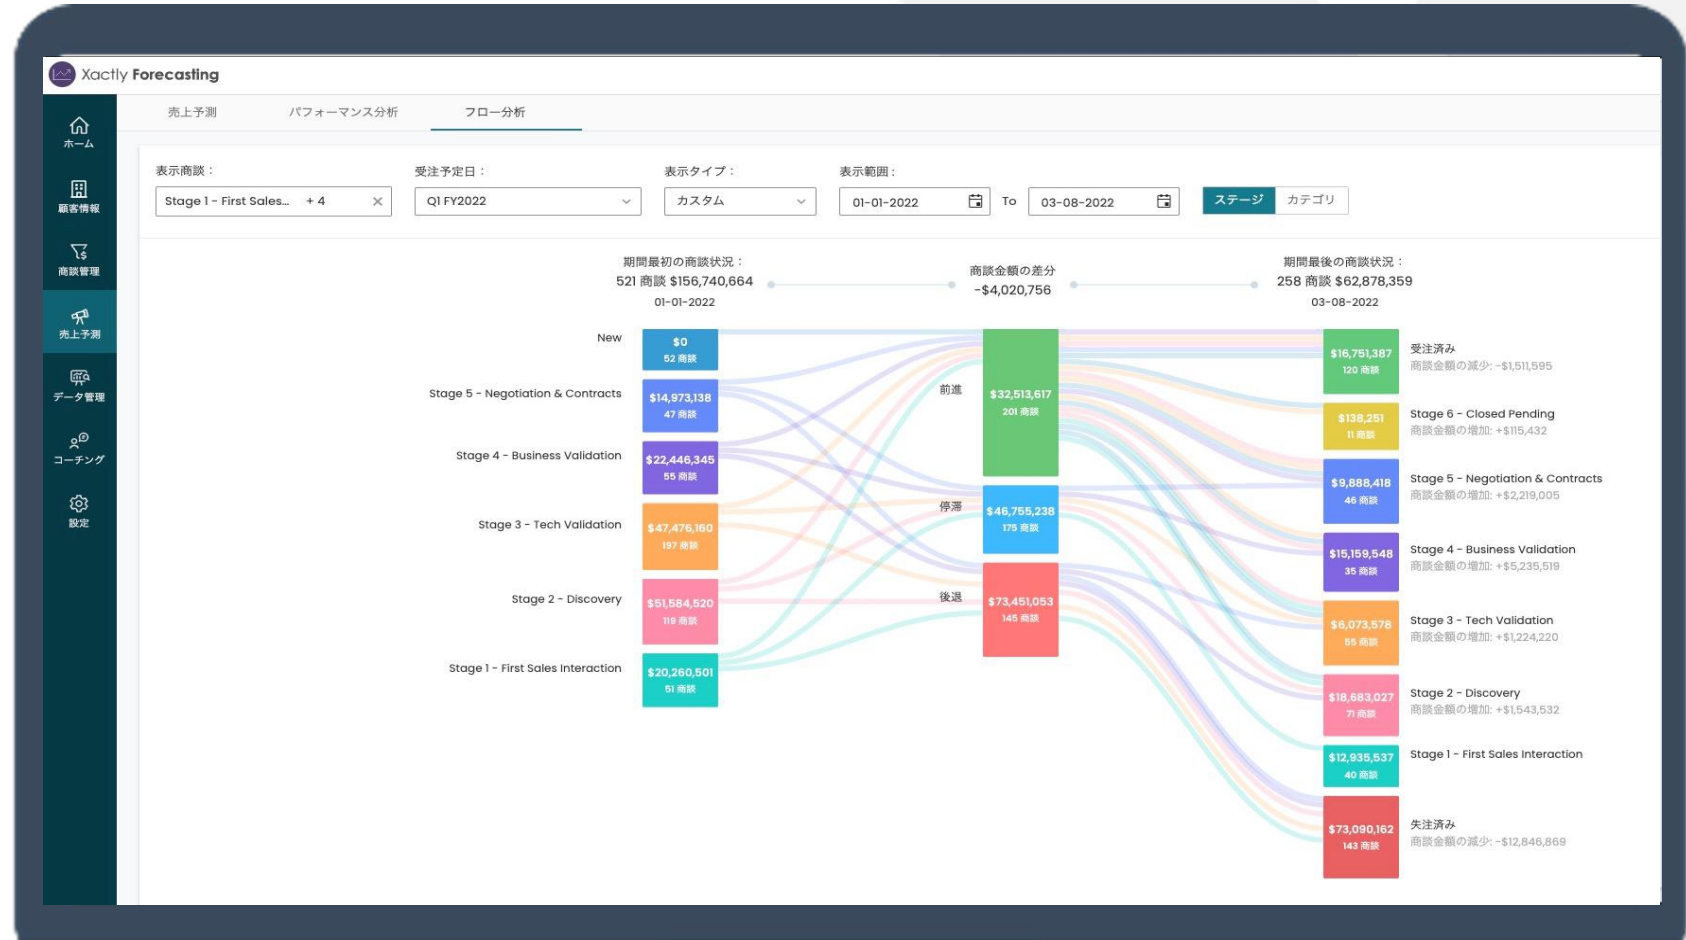 Xactly Forecasting
売上予測
パフォーマンス分析
フロー分析
ホーム
顧客情報
商談管理
売上予測
データ管理
コーチング
設定
表示商談：
Stage 1 - First Sales... + 4
受注予定日：
Q1 FY2022
表示タイプ：
カスタム
表示範囲：
01-01-2022 To 03-08-2022
ステージ
カテゴリ
期間最初の商談状況：
521 商談 $156,740,664
01-01-2022
商談金額の差分
-$4,020,756
期間最後の商談状況：
258 商談 $62,878,359
03-08-2022
New
$0
52 商談
Stage 5 - Negotiation & Contracts
$14,973,138
47 商談
Stage 4 - Business Validation
$22,446,345
55 商談
Stage 3 - Tech Validation
$47,476,160
197 商談
Stage 2 - Discovery
$51,584,520
119 商談
Stage 1 - First Sales Interaction
$20,260,501
51 商談
前進
$32,513,617
201 商談
停滞
$46,755,238
175 商談
後退
$73,451,053
145 商談
$16,751,387
120 商談
受注済み
商談金額の減少: -$1,511,595
$138,251
11 商談
Stage 6 - Closed Pending
商談金額の増加: +$115,432
$9,888,418
46 商談
Stage 5 - Negotiation & Contracts
商談金額の増加: +$2,219,005
$15,159,548
35 商談
Stage 4 - Business Validation
商談金額の増加: +$5,235,519
$6,073,578
55 商談
Stage 3 - Tech Validation
商談金額の増加: +$1,224,220
$18,683,027
71 商談
Stage 2 - Discovery
商談金額の増加: +$1,543,532
$12,935,537
40 商談
Stage 1 - First Sales Interaction
$73,090,162
143 商談
失注済み
商談金額の減少: -$12,846,869